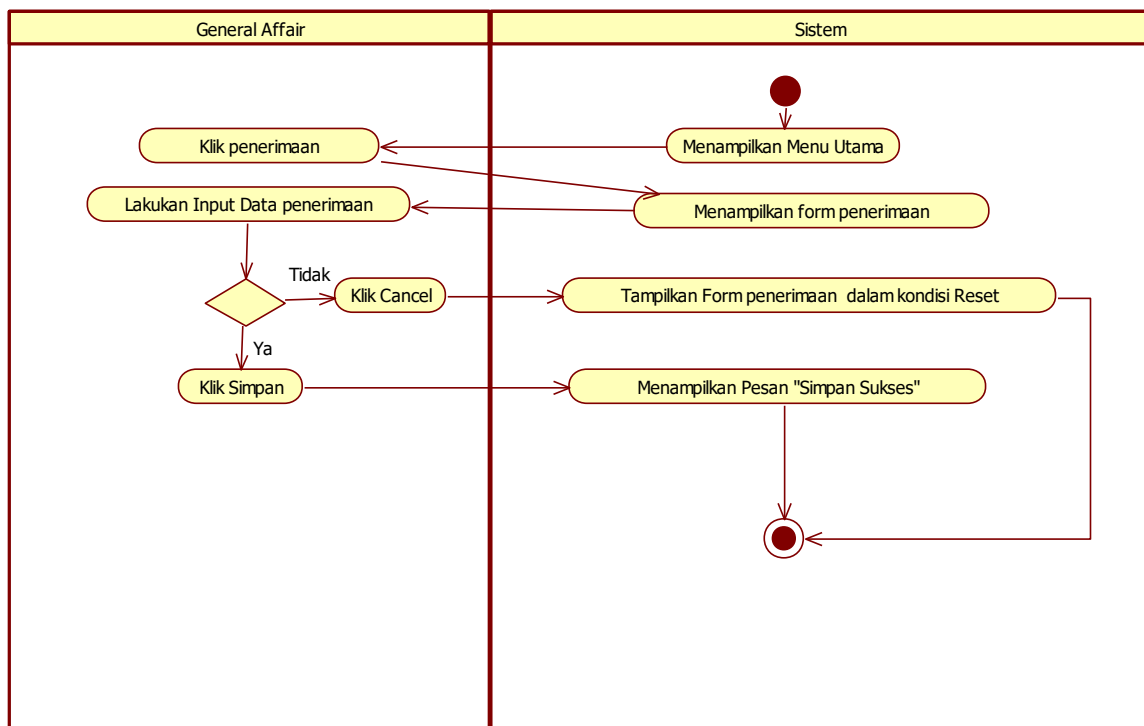 General Affair
Sistem
Klik penerimaan
Menampilkan Menu Utama
Lakukan Input Data penerimaan
Menampilkan form penerimaan
Tidak
Klik Cancel
Tampilkan Form penerimaan dalam kondisi Reset
Ya
Klik Simpan
Menampilkan Pesan "Simpan Sukses"